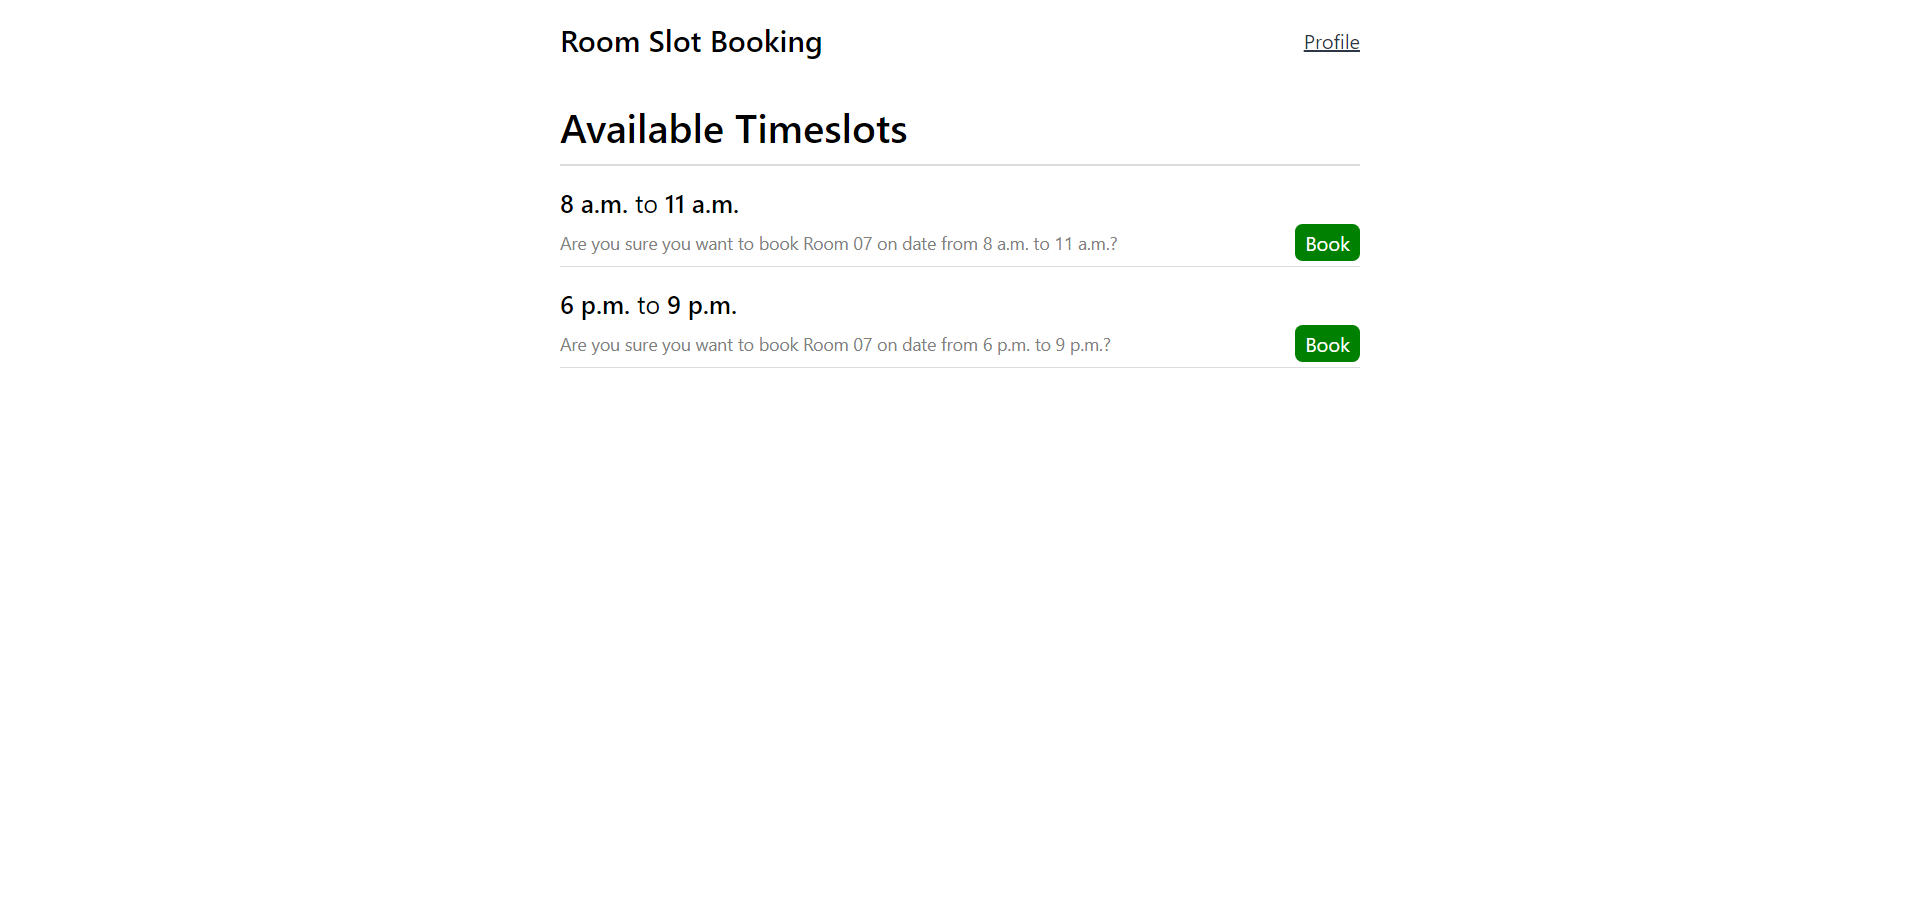 Room Slot Booking
Profile
Available Timeslots
8 a.m. to 11 a.m.
Are you sure you want to book Room 07 on date from 8 a.m. to 11 a.m.?
Book
6 p.m. to 9 p.m.
Are you sure you want to book Room 07 on date from 6 p.m. to 9 p.m.?
Book